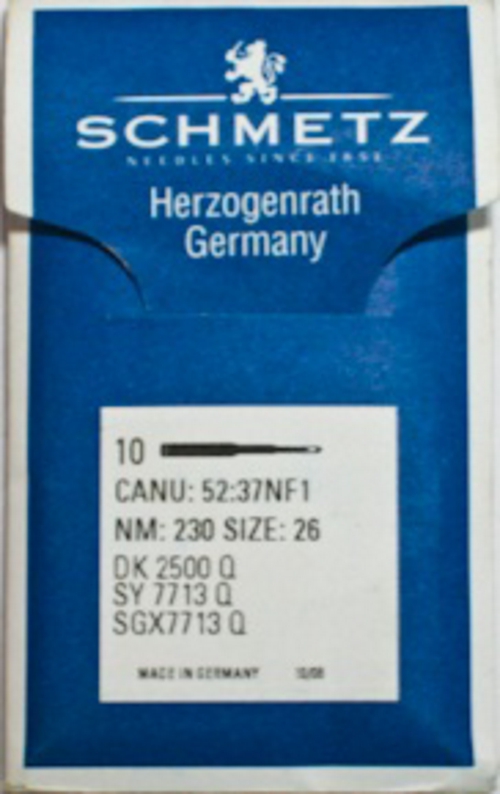 SCHMETZ
NEEDLES SINCE 1851
Herzogenrath
Germany
10
CANU: 52:37NF1
NM: 230 SIZE: 26
DK 2500 Q
SY 7713 Q
SGX7713 Q
MADE IN GERMANY